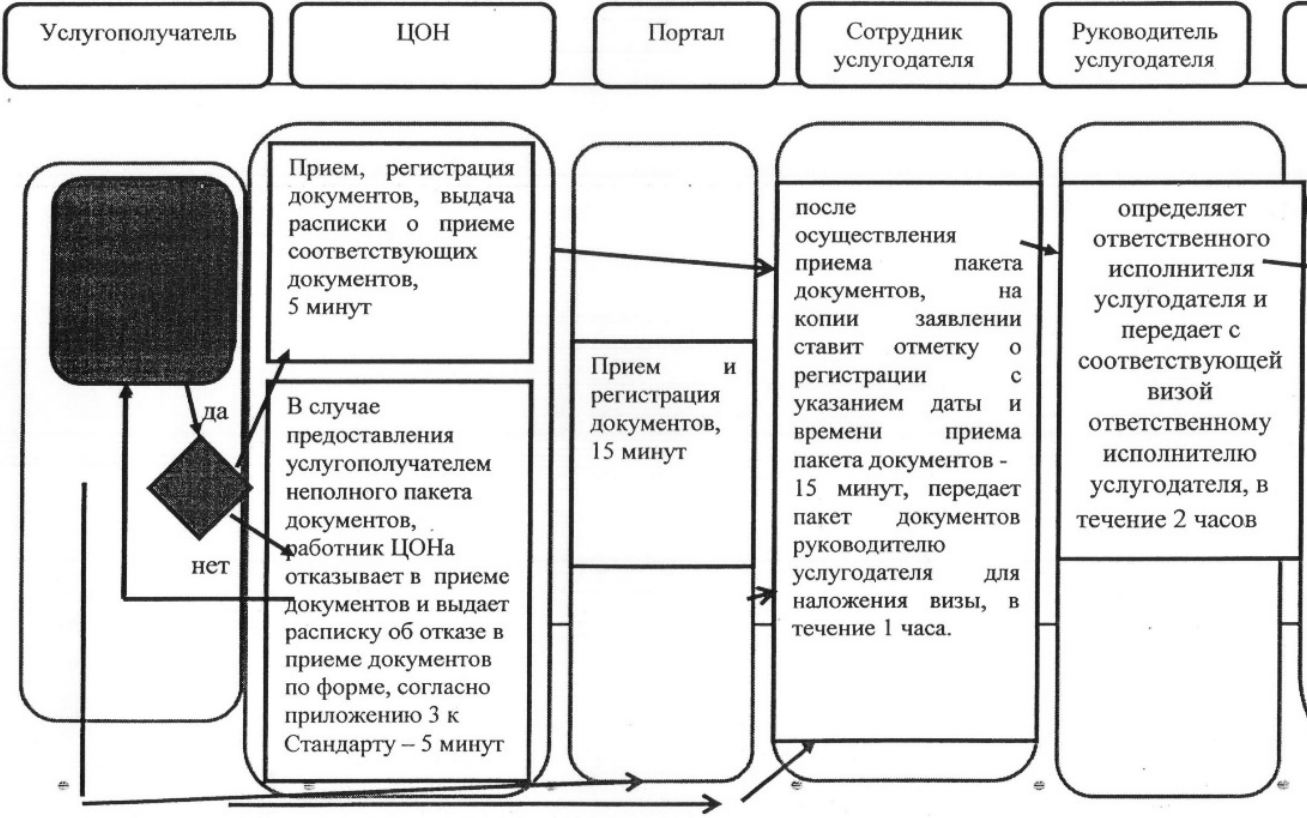 Услугополучатель
ЦОН
Портал
Сотрудник
услугодателя
Руководитель
услугодателя
Прием, регистрация
документов, выдача
расписки о приеме
соответствующих
документов,
5 минут
да
нет
В случае
предоставления
услугополучателем
неполного пакета
документов,
работник ЦОНа
отказывает в приеме
документов и выдает
расписку об отказе в
приеме документов
по форме, согласно
приложению 3 к
Стандарту – 5 минут
Прием и
регистрация
документов,
15 минут
после
осуществления
приема пакета
документов, на
копии заявлении
ставит отметку о
регистрации с
указанием даты и
времени приема
пакета документов -
15 минут, передает
пакет документов
руководителю
услугодателя для
наложения визы, в
течение 1 часа.
определяет
ответственного
исполнителя
услугодателя и
передает с
соответствующей
визой
ответственному
исполнителю
услугодателя, в
течение 2 часов